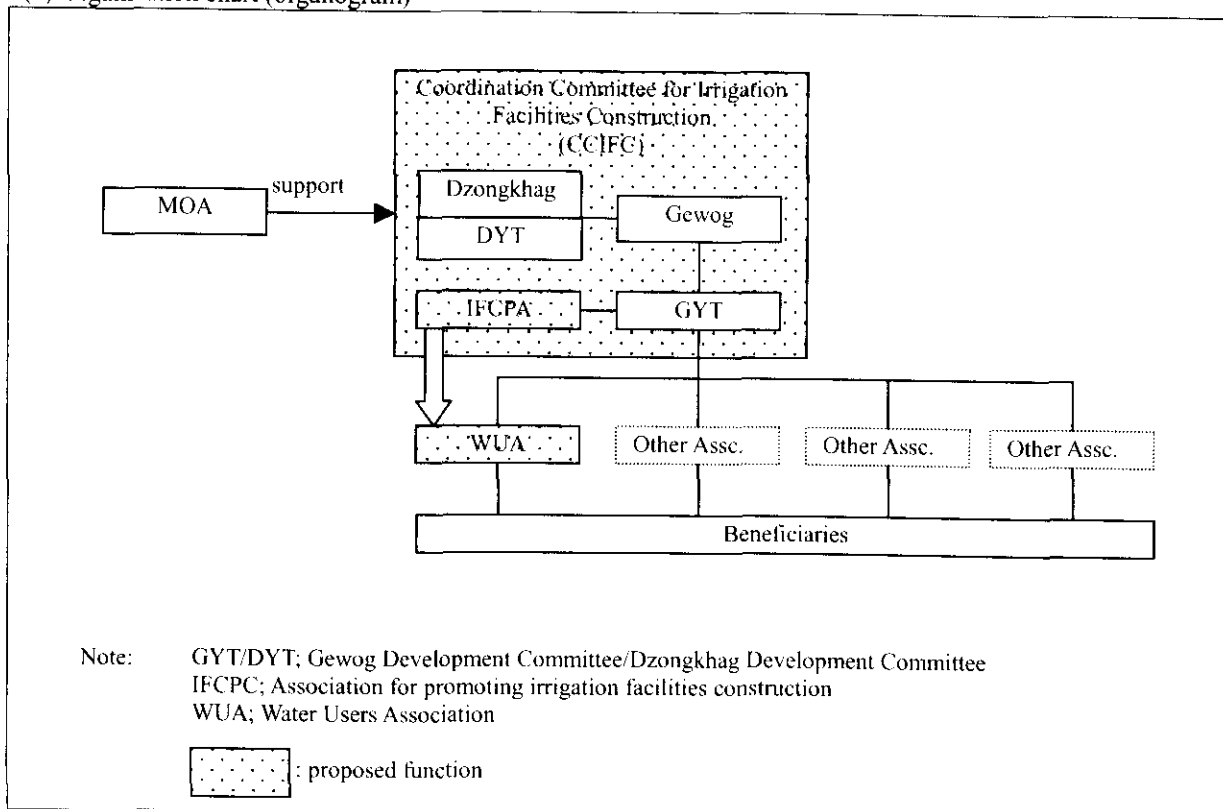 (organogram)
Coordination Committee for Irrigation
Facilities Construction
(CCIFC)
MOA
support
Dzongkhag
DYT
Gewog
IFCPA
GYT
WUA
Other Assc.
Other Assc.
Other Assc.
Beneficiaries
Note:
GYT/DYT; Gewog Development Committee/Dzongkhag Development Committee
IFCPC; Association for promoting irrigation facilities construction
WUA; Water Users Association
: proposed function